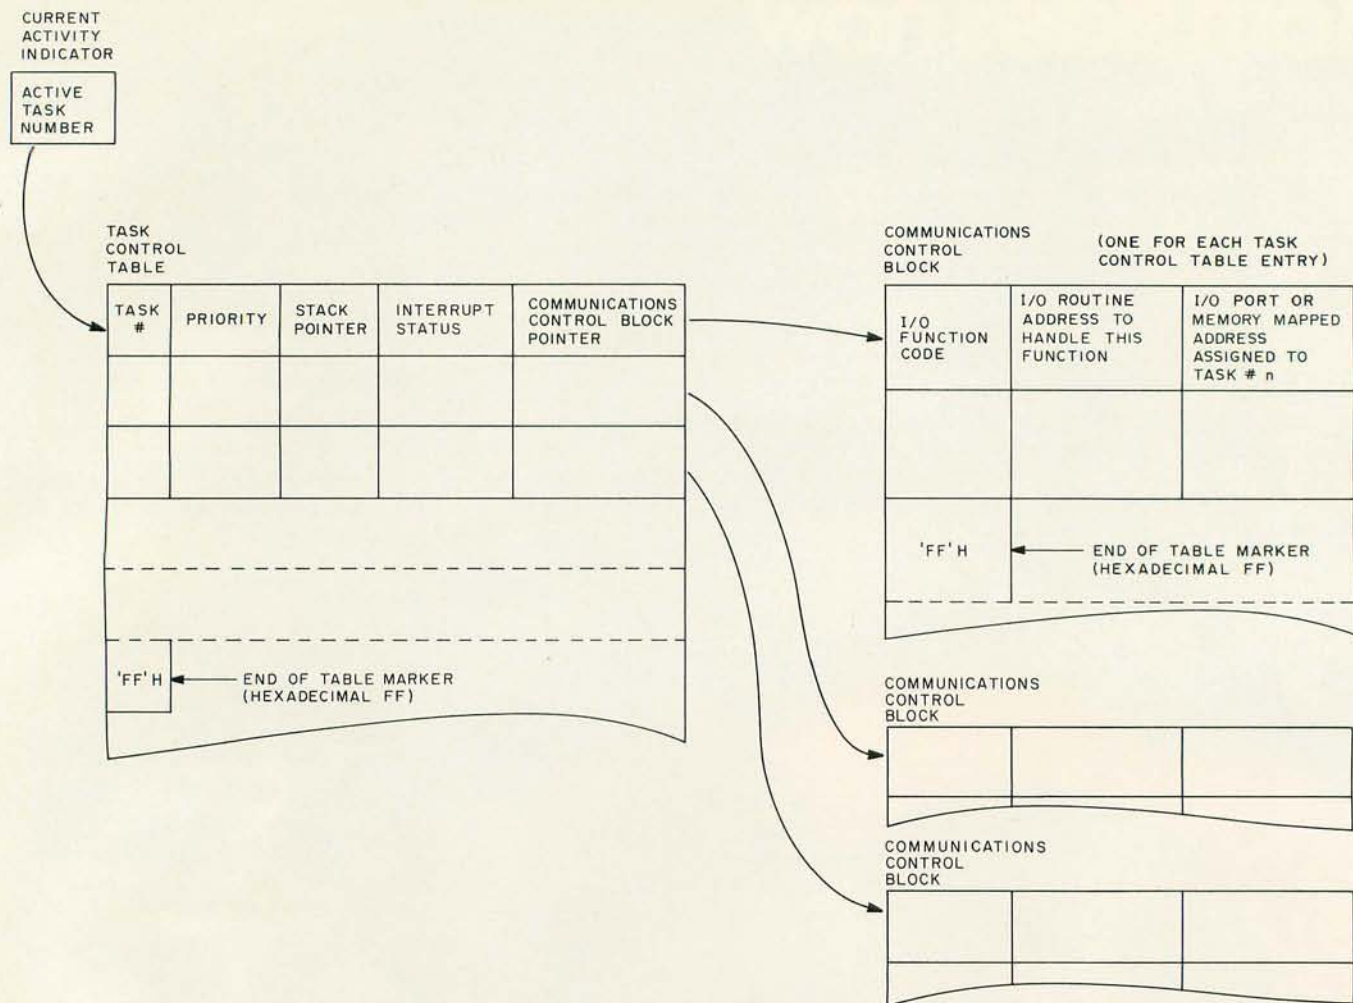 CURRENT
ACTIVITY
INDICATOR
ACTIVE
TASK
NUMBER
TASK
CONTROL
TABLE
TASK
#
PRIORITY
STACK
POINTER
INTERRUPT
STATUS
COMMUNICATIONS
CONTROL BLOCK
POINTER
'FF' H
END OF TABLE MARKER
(HEXADECIMAL FF)
COMMUNICATIONS
CONTROL
BLOCK
(ONE FOR EACH TASK
CONTROL TABLE ENTRY)
I/O
FUNCTION
CODE
I/O ROUTINE
ADDRESS TO
HANDLE THIS
FUNCTION
I/O PORT OR
MEMORY MAPPED
ADDRESS
ASSIGNED TO
TASK # n
'FF' H
END OF TABLE MARKER
(HEXADECIMAL FF)
COMMUNICATIONS
CONTROL
BLOCK
COMMUNICATIONS
CONTROL
BLOCK